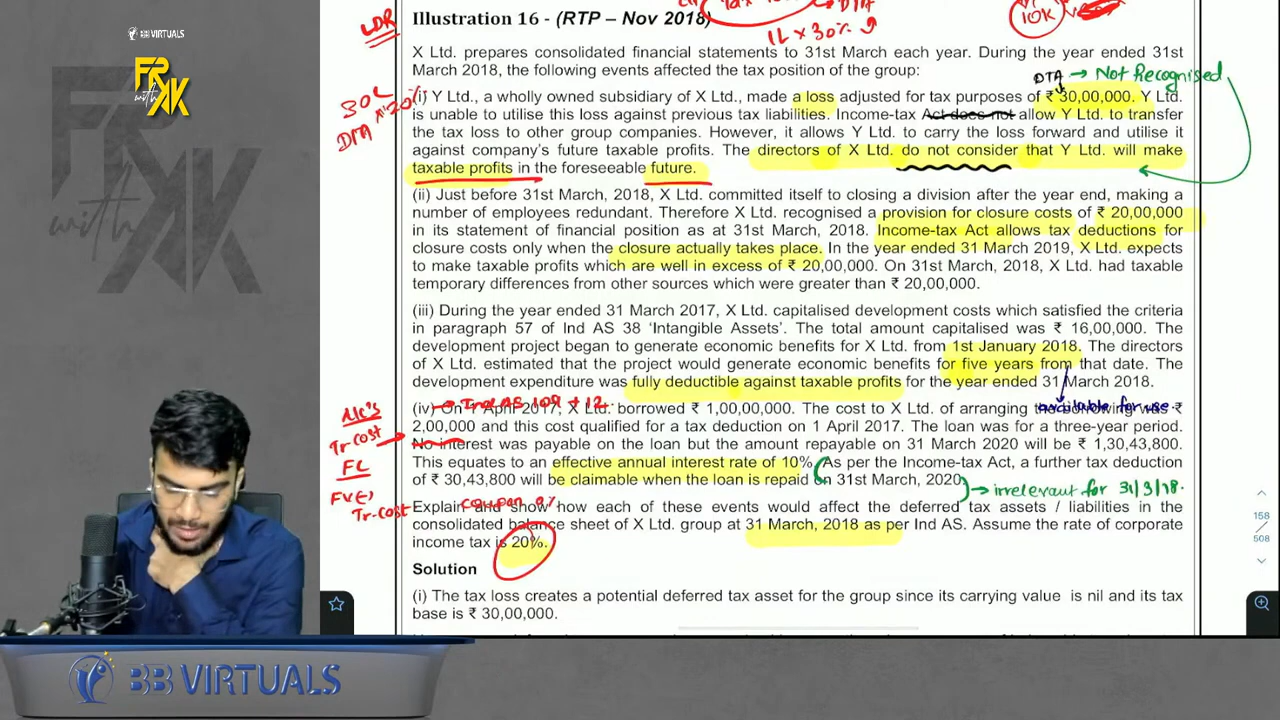 BB VIRTUALS
FR
with
AK
Illustration 16 - (RTP – Nov 2018)
1L x 30%
10K
LDR
X Ltd. prepares consolidated financial statements to 31st March each year. During the year ended 31st
March 2018, the following events affected the tax position of the group:
DTA → Not Recognised
30L
x 20%
DTA
(i) Y Ltd., a wholly owned subsidiary of X Ltd., made a loss adjusted for tax purposes of ₹ 30,00,000. Y Ltd.
is unable to utilise this loss against previous tax liabilities. Income-tax Act does not allow Y Ltd. to transfer
the tax loss to other group companies. However, it allows Y Ltd. to carry the loss forward and utilise it
against company's future taxable profits. The directors of X Ltd. do not consider that Y Ltd. will make
taxable profits in the foreseeable future.
(ii) Just before 31st March, 2018, X Ltd. committed itself to closing a division after the year end, making a
number of employees redundant. Therefore X Ltd. recognised a provision for closure costs of ₹ 20,00,000
in its statement of financial position as at 31st March, 2018. Income-tax Act allows tax deductions for
closure costs only when the closure actually takes place. In the year ended 31 March 2019, X Ltd. expects
to make taxable profits which are well in excess of ₹ 20,00,000. On 31st March, 2018, X Ltd. had taxable
temporary differences from other sources which were greater than ₹ 20,00,000.
(iii) During the year ended 31 March 2017, X Ltd. capitalised development costs which satisfied the criteria
in paragraph 57 of Ind AS 38 'Intangible Assets'. The total amount capitalised was ₹ 16,00,000. The
development project began to generate economic benefits for X Ltd. from 1st January 2018. The directors
of X Ltd. estimated that the project would generate economic benefits for five years from that date. The
development expenditure was fully deductible against taxable profits for the year ended 31 March 2018.
→ Ind AS 109 + 12
available for use.
(iv) On 1 April 2017, X Ltd. borrowed ₹ 1,00,00,000. The cost to X Ltd. of arranging the borrowing was ₹
2,00,000 and this cost qualified for a tax deduction on 1 April 2017. The loan was for a three-year period.
No interest was payable on the loan but the amount repayable on 31 March 2020 will be ₹ 1,30,43,800.
This equates to an effective annual interest rate of 10%. As per the Income-tax Act, a further tax deduction
of ₹ 30,43,800 will be claimable when the loan is repaid on 31st March, 2020.
Tr-cost
FL
FV(-)
Tr-cost
coupon 0%
→ irrelevant for 31/3/18.
Explain and show how each of these events would affect the deferred tax assets / liabilities in the
consolidated balance sheet of X Ltd. group at 31 March, 2018 as per Ind AS. Assume the rate of corporate
income tax is 20%.
Solution
(i) The tax loss creates a potential deferred tax asset for the group since its carrying value is nil and its tax
base is ₹ 30,00,000.
158
508
BB VIRTUALS